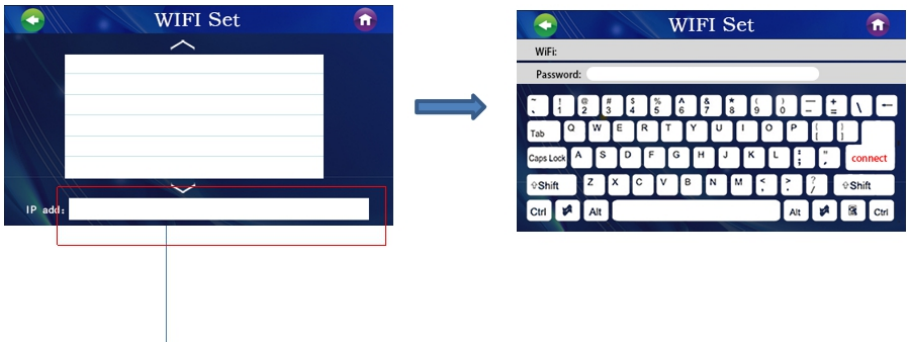 WIFI Set
IP add:
WIFI Set
WiFi:
Password:
~ ` ! 1 @ 2 # 3 $ 4 % 5 ^ 6 & 7 * 8 ( 9 ) 0 — - + = \ ←
Tab Q W E R T Y U I O P { [ } ]
Caps Lock A S D F G H J K L : ; " , connect
⇧Shift Z X C V B N M < , > . ? / ⇧Shift
Ctrl Alt Alt Ctrl